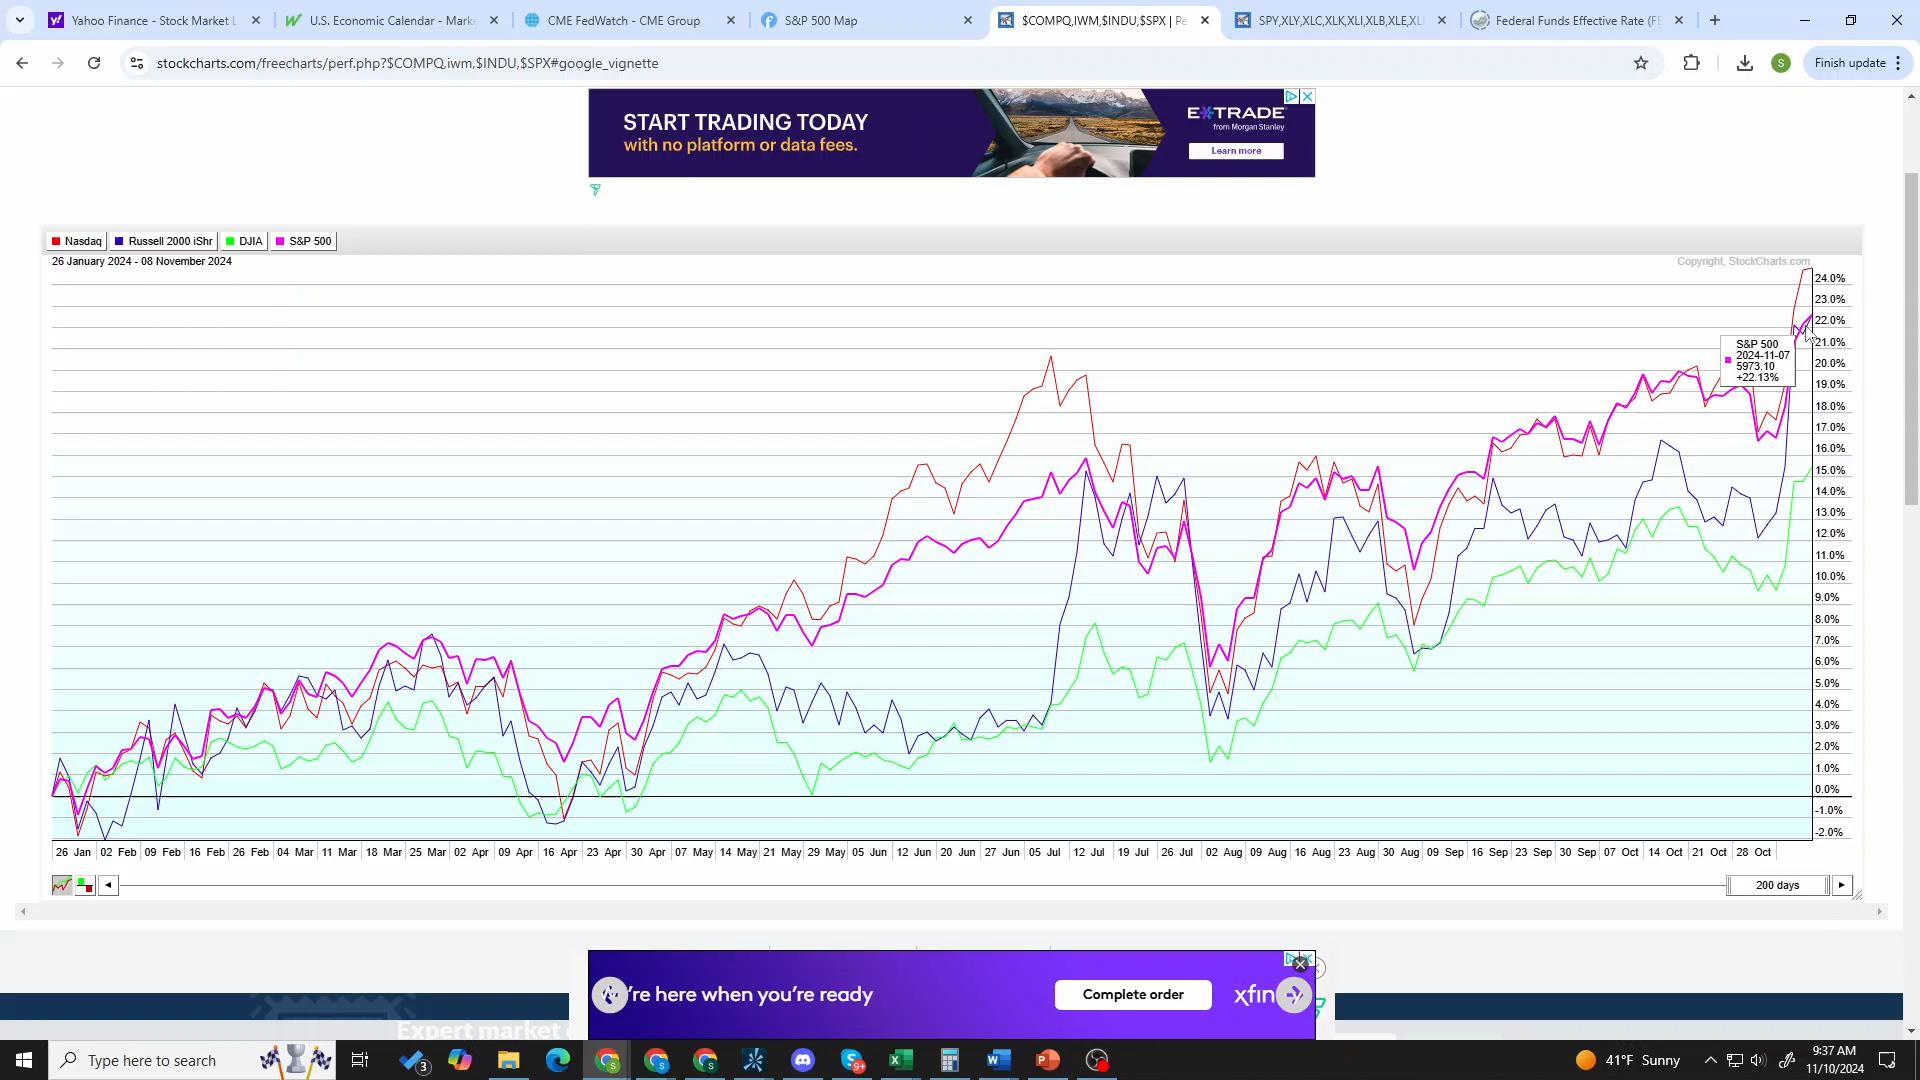 Yahoo Finance - Stock Market L
U.S. Economic Calendar - Mark
CME FedWatch - CME Group
S&P 500 Map
$COMPQ,IWM,$INDU,$SPX | Pe
SPY,XLY,XLC,XLK,XLI,XLB,XLE,XLI
Federal Funds Effective Rate (FE
stockcharts.com/freecharts/perf.php?$COMPQ,iwm,$INDU,$SPX#google_vignette
S
Finish update
START TRADING TODAY
with no platform or data fees.
E*TRADE
from Morgan Stanley
Learn more
Nasdaq
Russell 2000 iShr
DJIA
S&P 500
26 January 2024 - 08 November 2024
Copyright, StockCharts.com
24.0%
23.0%
22.0%
21.0%
20.0%
19.0%
18.0%
17.0%
16.0%
15.0%
14.0%
13.0%
12.0%
11.0%
10.0%
9.0%
8.0%
7.0%
6.0%
5.0%
4.0%
3.0%
2.0%
1.0%
0.0%
-1.0%
-2.0%
S&P 500
2024-11-07
5973.10
+22.13%
26 Jan 02 Feb 09 Feb 16 Feb 26 Feb 04 Mar 11 Mar 18 Mar 25 Mar 02 Apr 09 Apr 16 Apr 23 Apr 30 Apr 07 May 14 May 21 May 29 May 05 Jun 12 Jun 20 Jun 27 Jun 05 Jul 12 Jul 19 Jul 26 Jul 02 Aug 09 Aug 16 Aug 23 Aug 30 Aug 09 Sep 16 Sep 23 Sep 30 Sep 07 Oct 14 Oct 21 Oct 28 Oct
200 days
're here when you're ready
Complete order
xfin
Expert market
Type here to search
3
9+
41°F Sunny
9:37 AM
11/10/2024